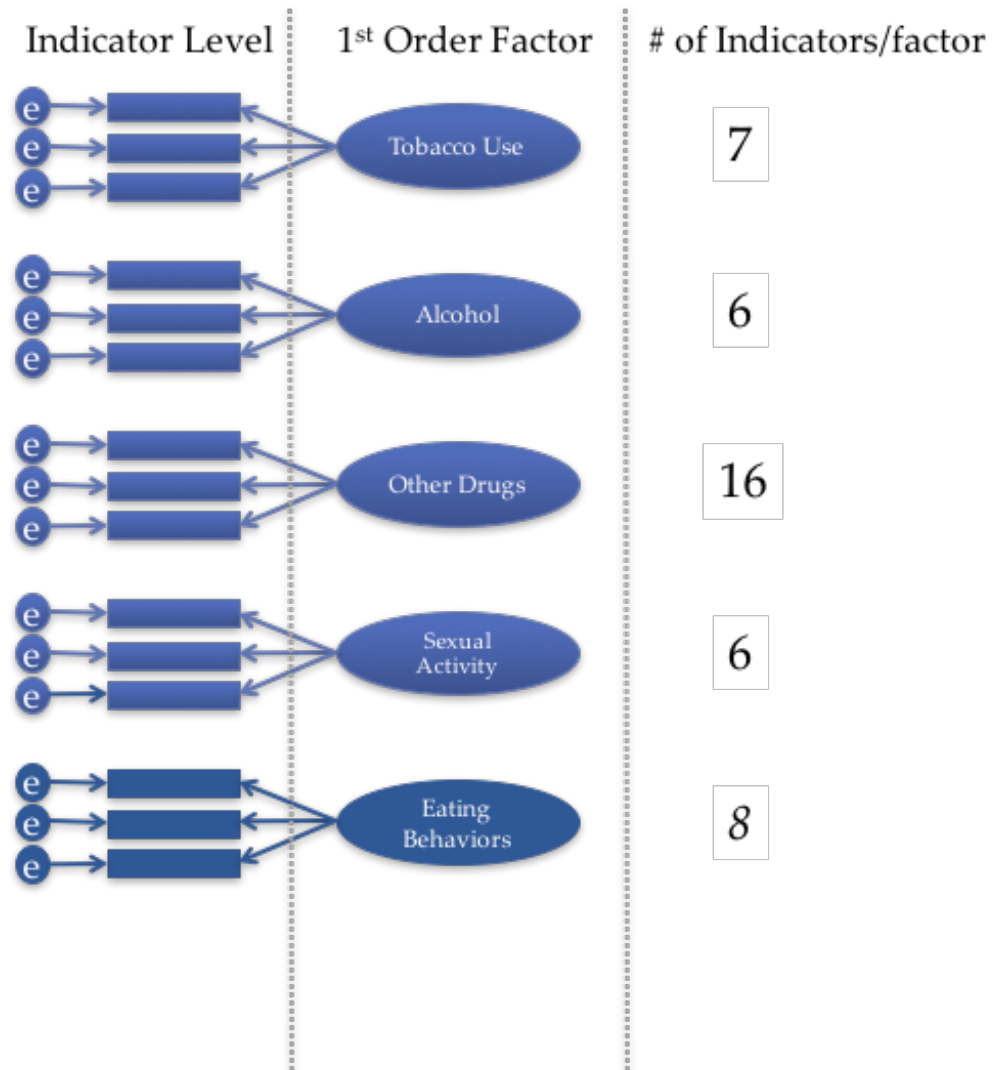 Indicator Level
1st Order Factor
# of Indicators/factor
e
e
e
Tobacco Use
7
e
e
e
Alcohol
6
e
e
e
Other Drugs
16
e
e
e
Sexual
Activity
6
e
e
e
Eating
Behaviors
8